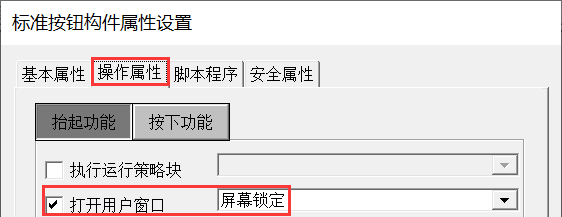 标准按钮构件属性设置
基本属性 操作属性 脚本程序 安全属性
抬起功能 按下功能
执行运行策略块
打开用户窗口 屏幕锁定